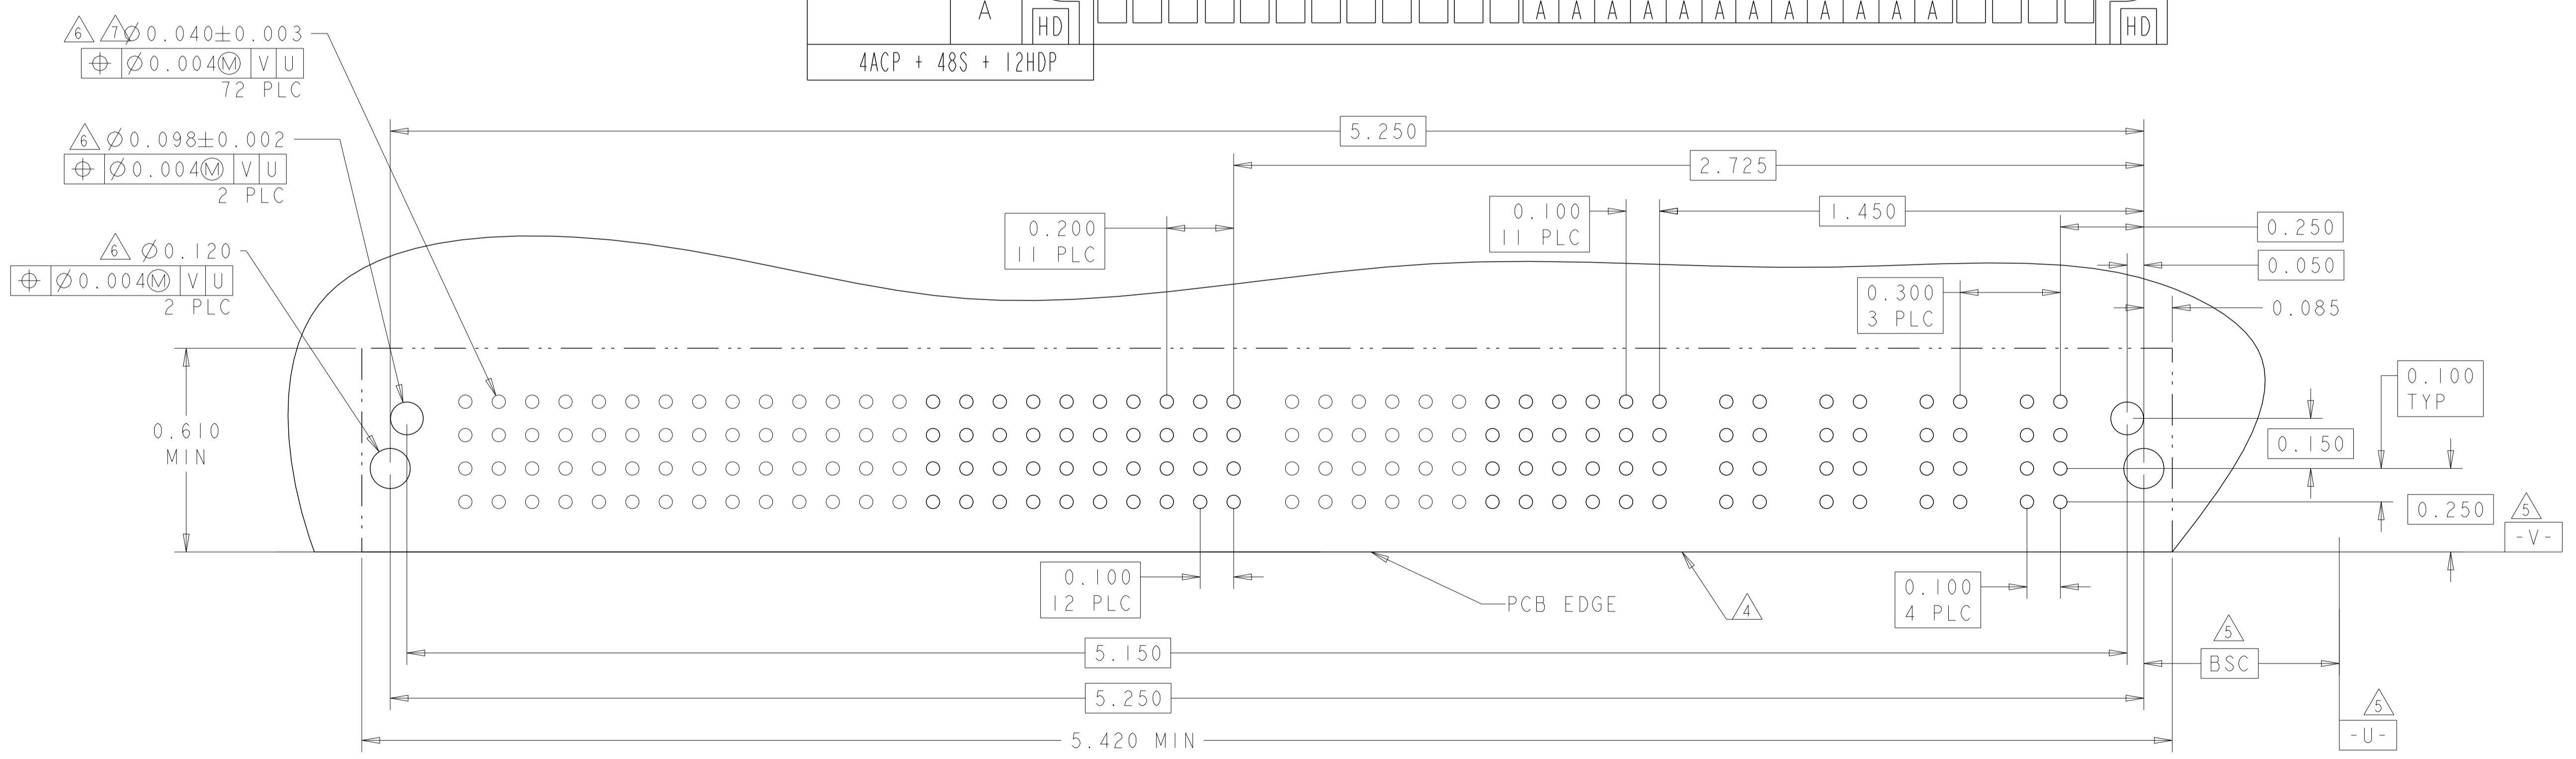 A
HD
A A A A A A A A A A A A
HD
4ACP + 48S + 12HDP
6 7 Ø0.040±0.003
⌖ Ø0.004Ⓜ V U
72 PLC
6 Ø0.098±0.002
⌖ Ø0.004Ⓜ V U
2 PLC
6 Ø0.120
⌖ Ø0.004Ⓜ V U
2 PLC
5.250
2.725
0.200
11 PLC
0.100
11 PLC
1.450
0.250
0.050
0.300
3 PLC
0.085
0.610
MIN
0.100
TYP
0.150
0.250
5
-V-
0.100
12 PLC
PCB EDGE
4
0.100
4 PLC
5.150
5
BSC
5.250
5
-U-
5.420 MIN